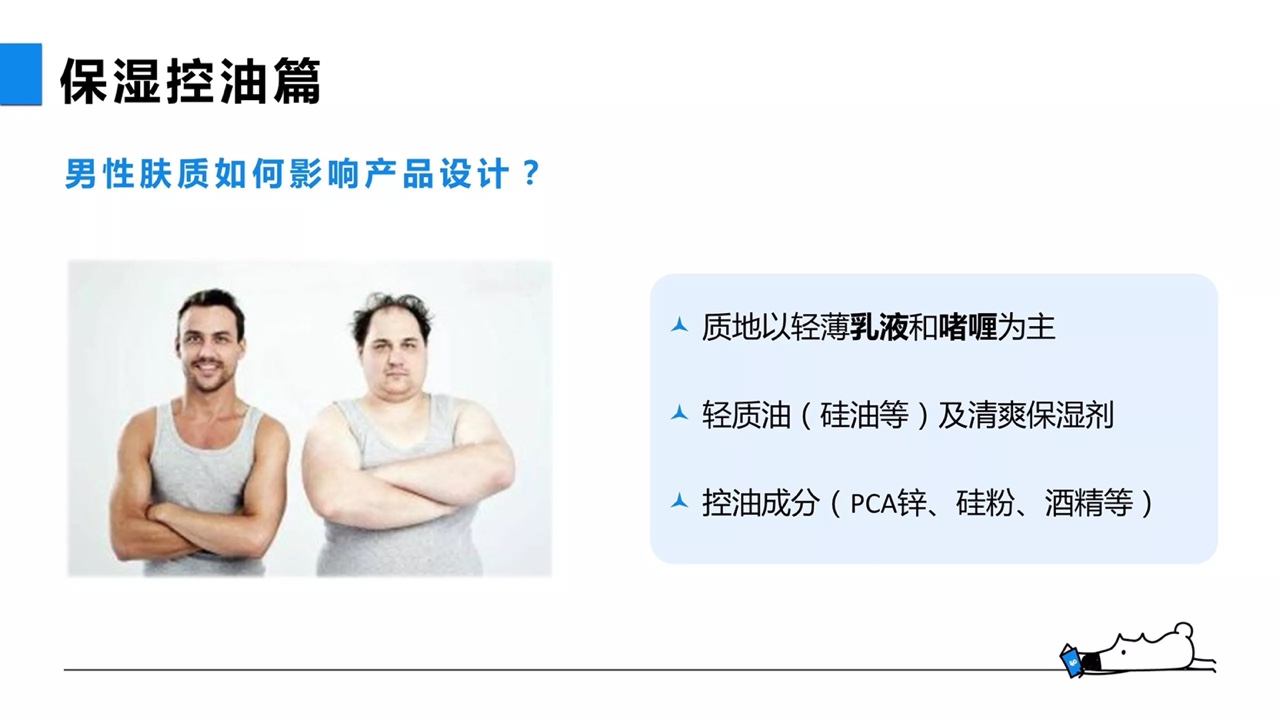 保湿控油篇
男性肤质如何影响产品设计？
质地以轻薄乳液和啫喱为主
轻质油（硅油等）及清爽保湿剂
控油成分（PCA锌、硅粉、酒精等）